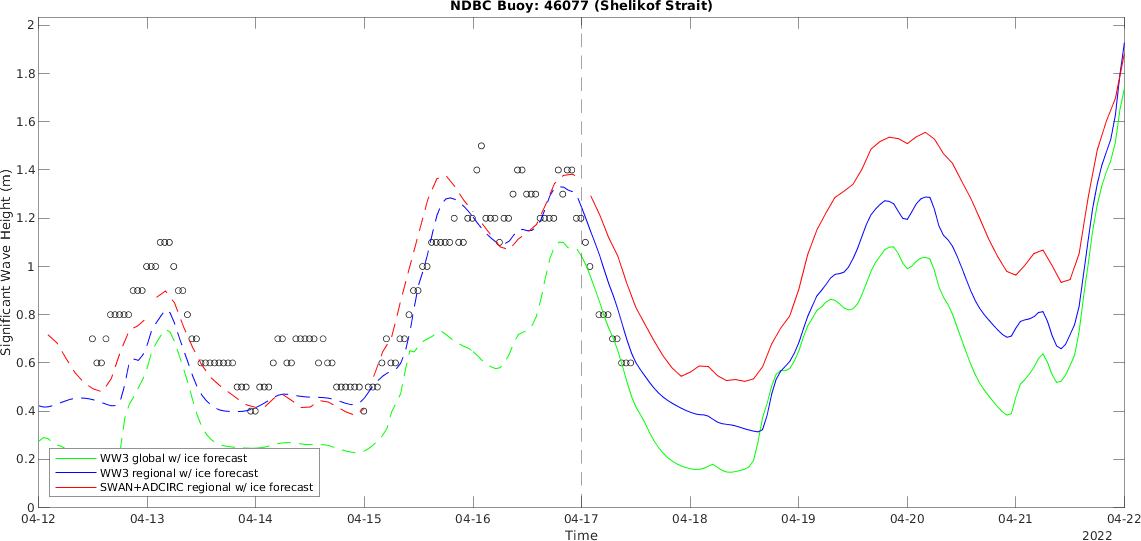 NDBC Buoy: 46077 (Shelikof Strait)
2
1.8
1.6
1.4
1.2
1
0.8
0.6
0.4
0.2
0
Significant Wave Height (m)
WW3 global w/ ice forecast
WW3 regional w/ ice forecast
SWAN+ADCIRC regional w/ ice forecast
04-12 04-13 04-14 04-15 04-16 04-17 04-18 04-19 04-20 04-21 04-22
Time
2022